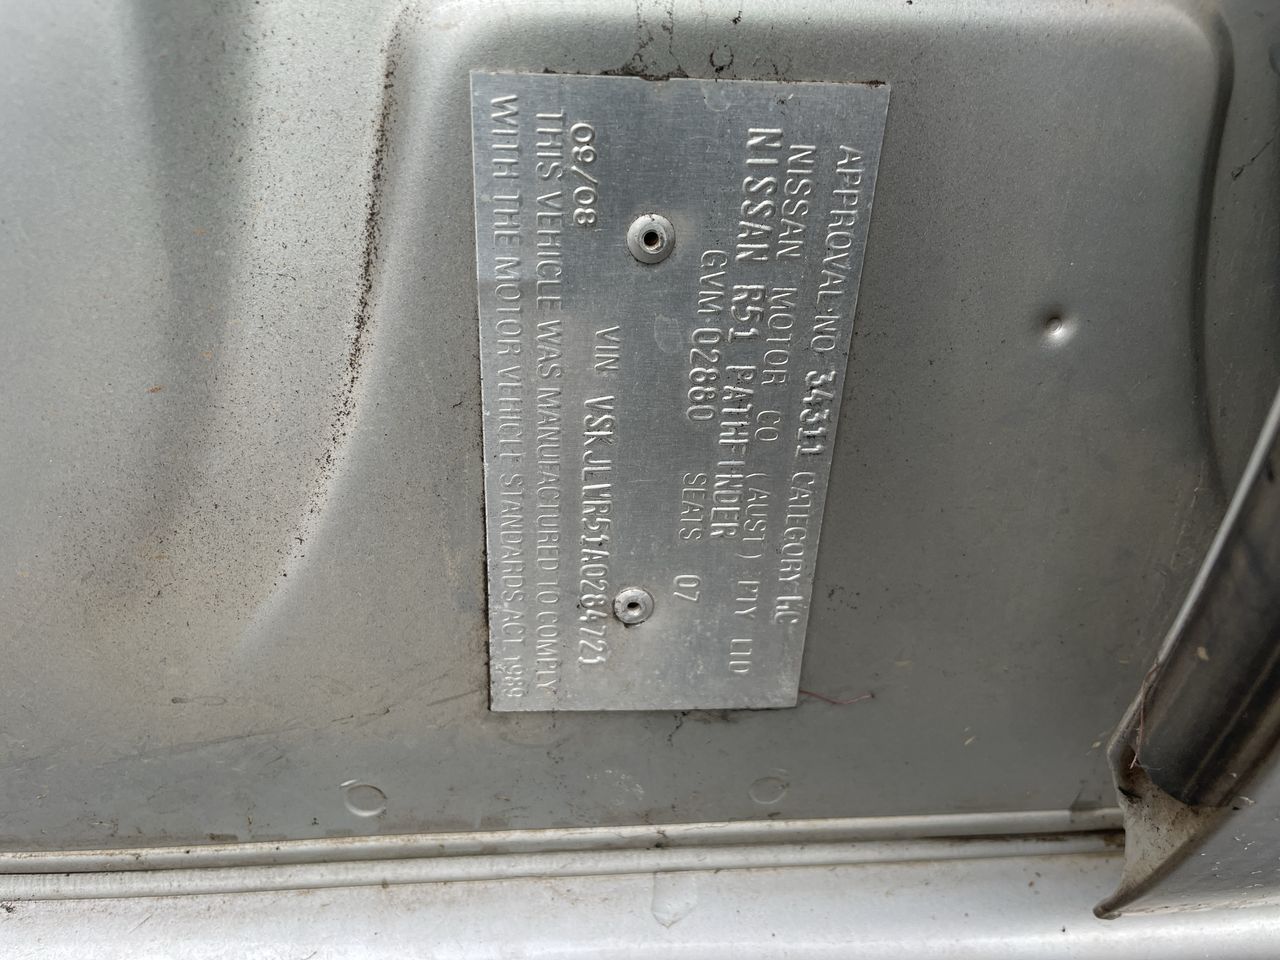 APPROVAL NO 34311 CATEGORY MC
NISSAN MOTOR CO (AUST) PTY LTD
NISSAN R51 PATHFINDER
GVM 02880 SEATS 07
VIN VSKJLWR51A0284721
09/08
THIS VEHICLE WAS MANUFACTURED TO COMPLY
WITH THE MOTOR VEHICLE STANDARDS ACT 1989